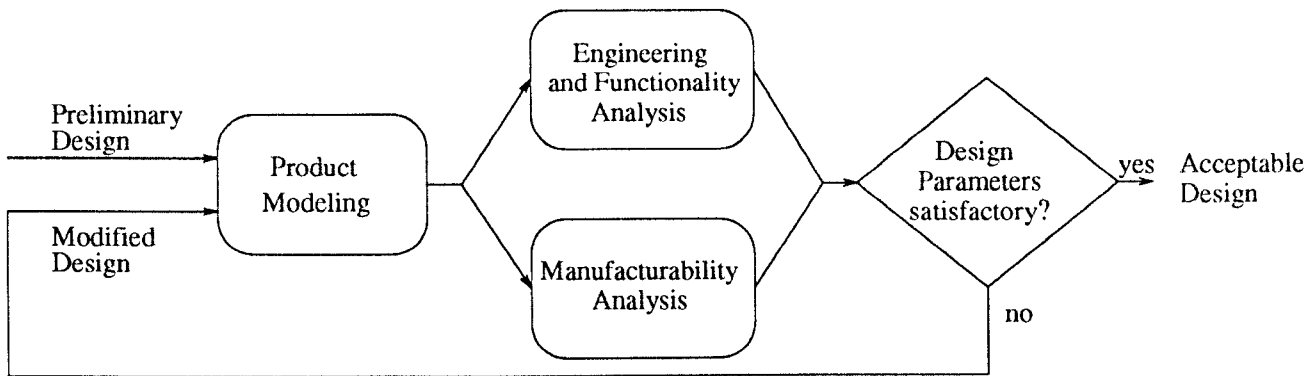 Preliminary
Design
Modified
Design
Product
Modeling
Engineering
and Functionality
Analysis
Manufacturability
Analysis
Design
Parameters
satisfactory?
yes
no
Acceptable
Design